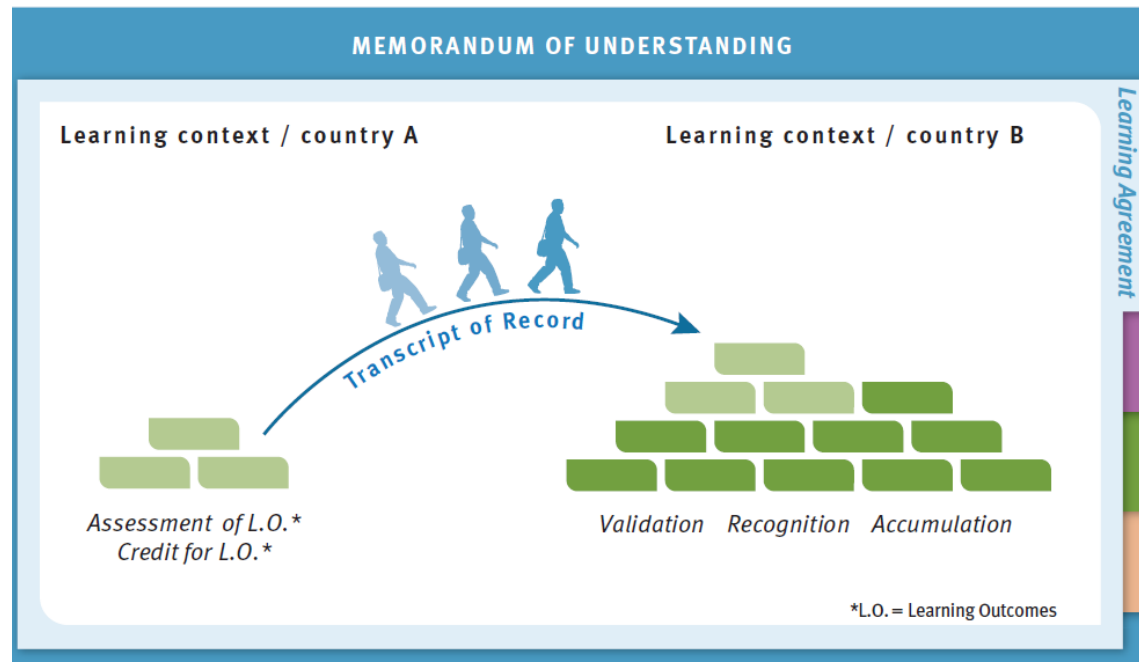 MEMORANDUM OF UNDERSTANDING
Learning context / country A
Learning context / country B
Learning Agreement
Transcript of Record
Assessment of L.O.*
Credit for L.O.*
Validation Recognition Accumulation
*L.O. = Learning Outcomes